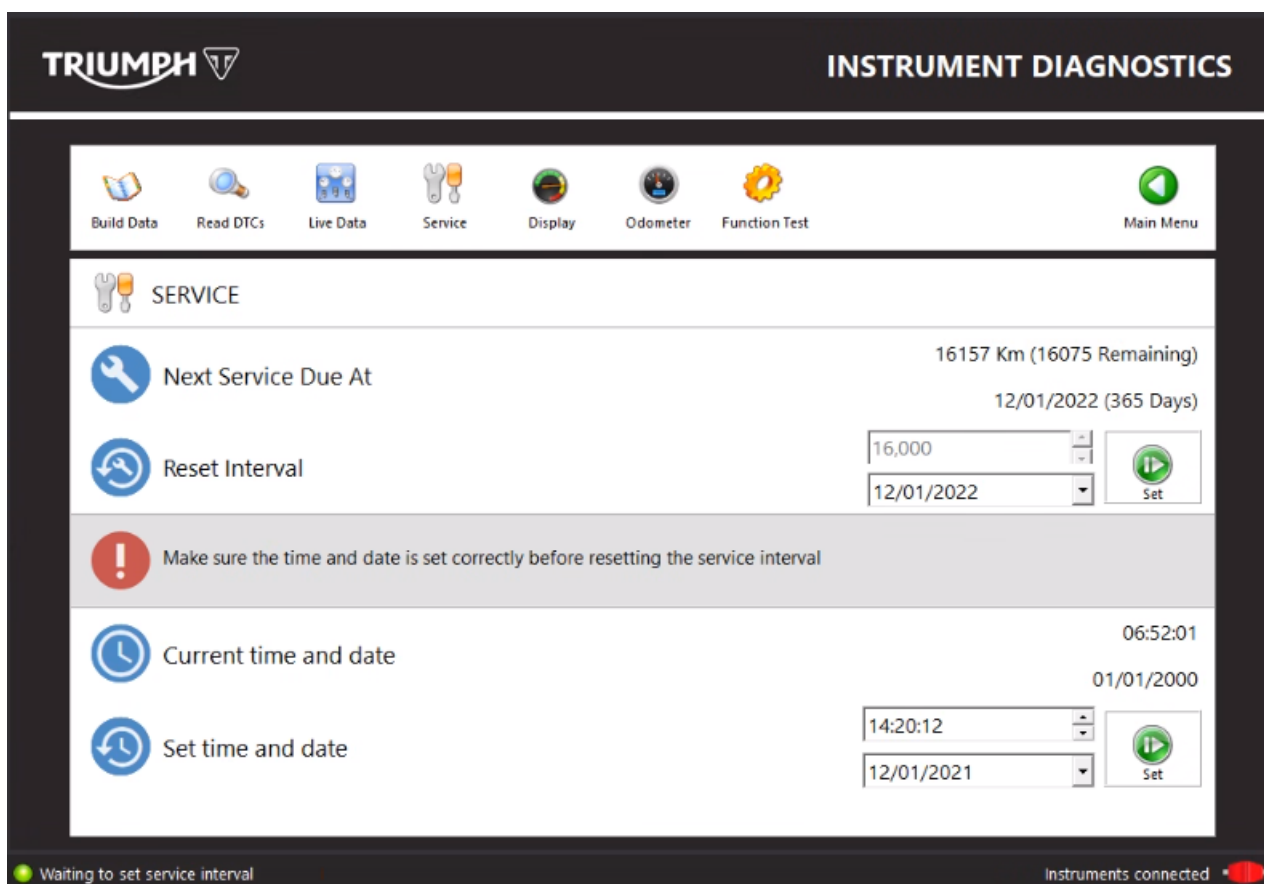 TRIUMPH
INSTRUMENT DIAGNOSTICS
Build Data
Read DTCs
Live Data
Service
Display
Odometer
Function Test
Main Menu
SERVICE
Next Service Due At
16157 Km (16075 Remaining)
12/01/2022 (365 Days)
Reset Interval
16,000
12/01/2022
Set
Make sure the time and date is set correctly before resetting the service interval
Current time and date
06:52:01
01/01/2000
Set time and date
14:20:12
12/01/2021
Set
Waiting to set service interval
Instruments connected